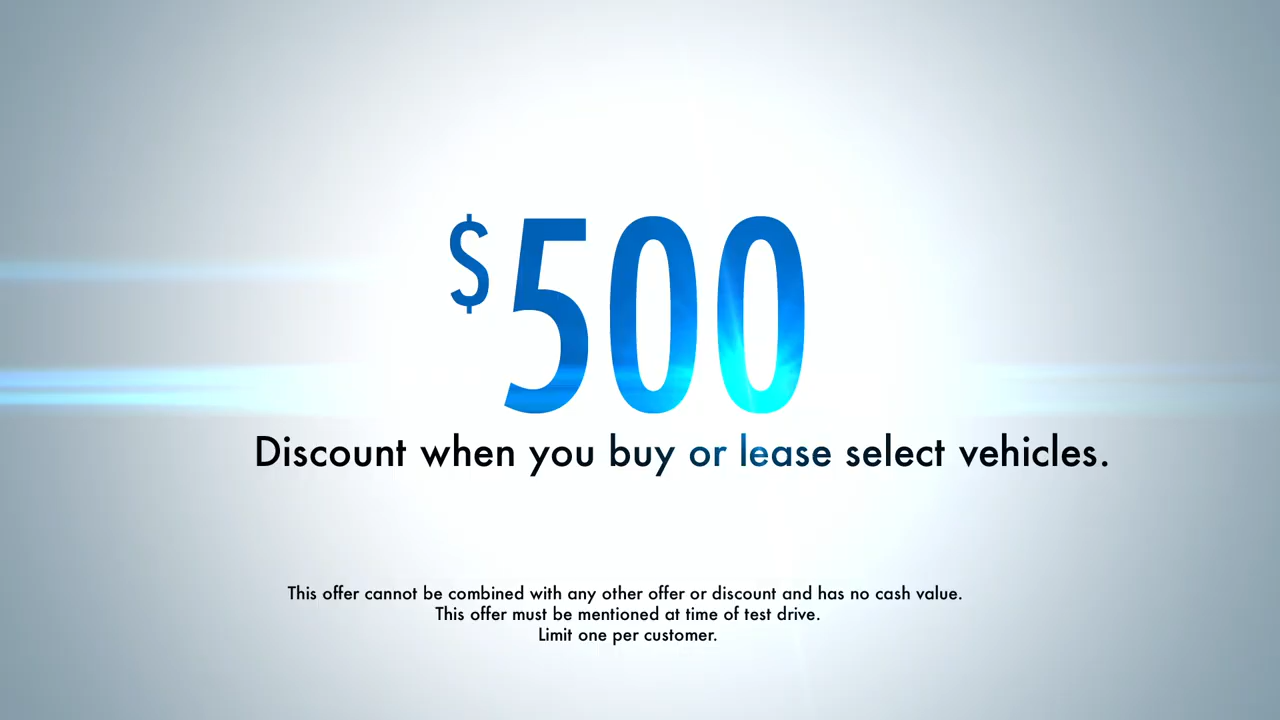 $500
Discount when you buy or lease select vehicles.
This offer cannot be combined with any other offer or discount and has no cash value.
This offer must be mentioned at time of test drive.
Limit one per customer.